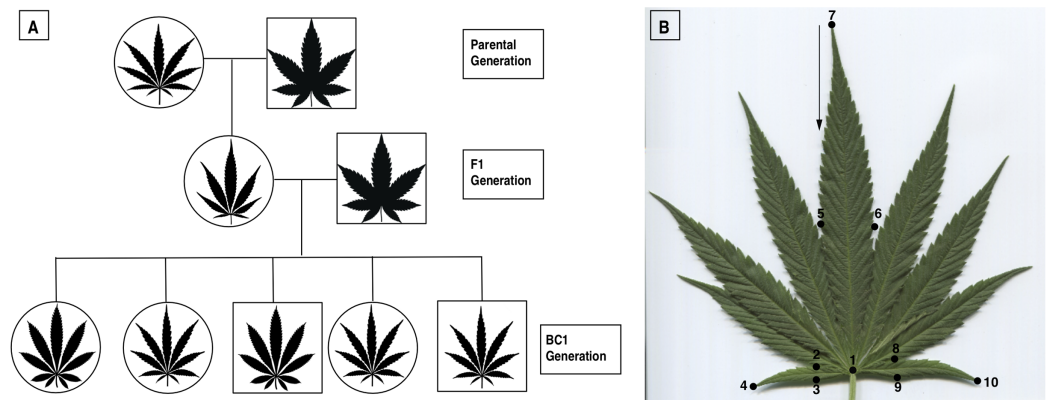 A
Parental
Generation
F1
Generation
BC1
Generation
B
7
5
6
2
1
8
4
3
9
10